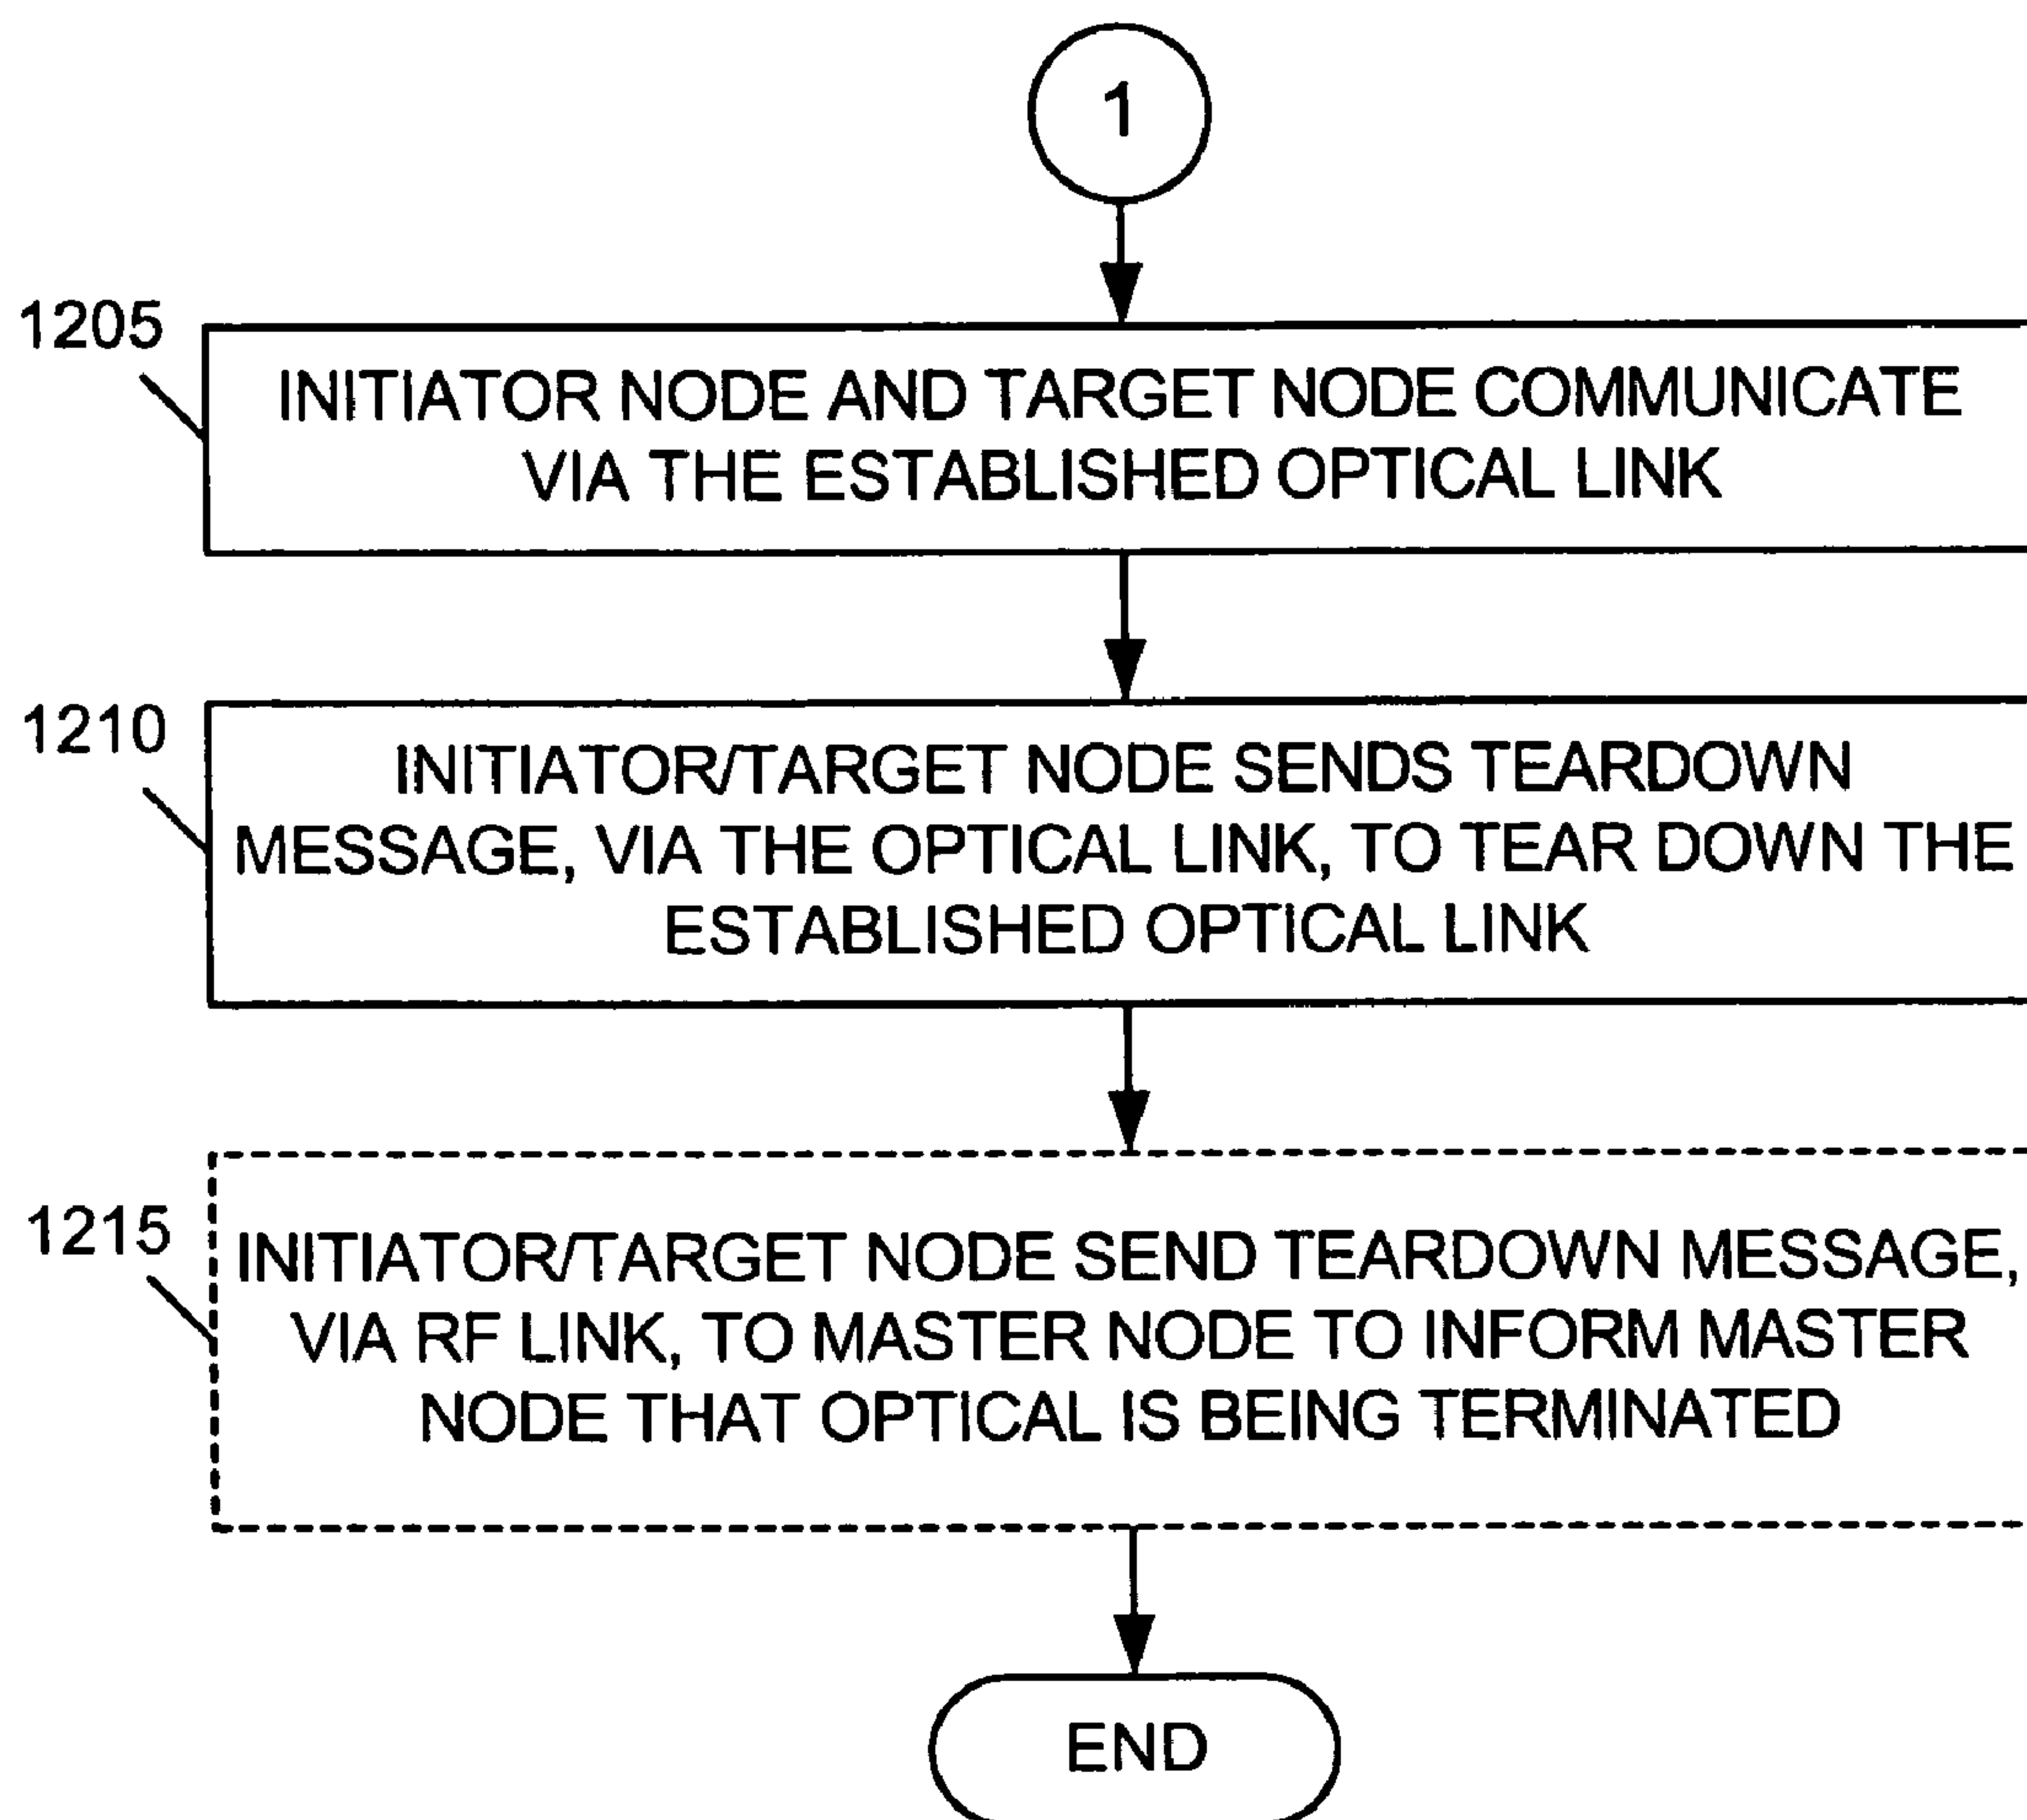 1
1205
INITIATOR NODE AND TARGET NODE COMMUNICATE
VIA THE ESTABLISHED OPTICAL LINK
1210
INITIATOR/TARGET NODE SENDS TEARDOWN
MESSAGE, VIA THE OPTICAL LINK, TO TEAR DOWN THE
ESTABLISHED OPTICAL LINK
1215
INITIATOR/TARGET NODE SEND TEARDOWN MESSAGE,
VIA RF LINK, TO MASTER NODE TO INFORM MASTER
NODE THAT OPTICAL IS BEING TERMINATED
END